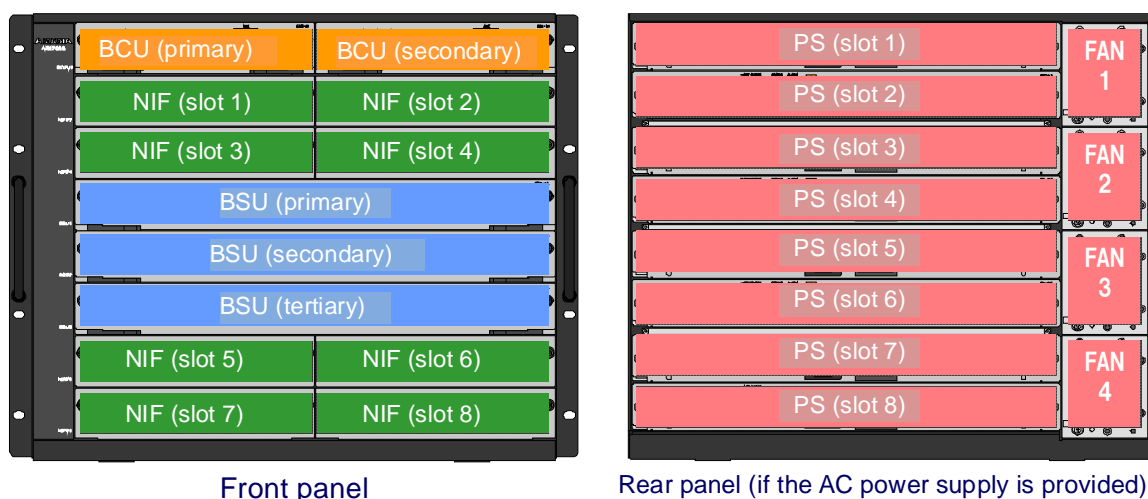 BCU (primary)
BCU (secondary)
NIF (slot 1)
NIF (slot 2)
NIF (slot 3)
NIF (slot 4)
BSU (primary)
BSU (secondary)
BSU (tertiary)
NIF (slot 5)
NIF (slot 6)
NIF (slot 7)
NIF (slot 8)
Front panel
PS (slot 1)
PS (slot 2)
PS (slot 3)
PS (slot 4)
PS (slot 5)
PS (slot 6)
PS (slot 7)
PS (slot 8)
FAN
1
FAN
2
FAN
3
FAN
4
Rear panel (if the AC power supply is provided)